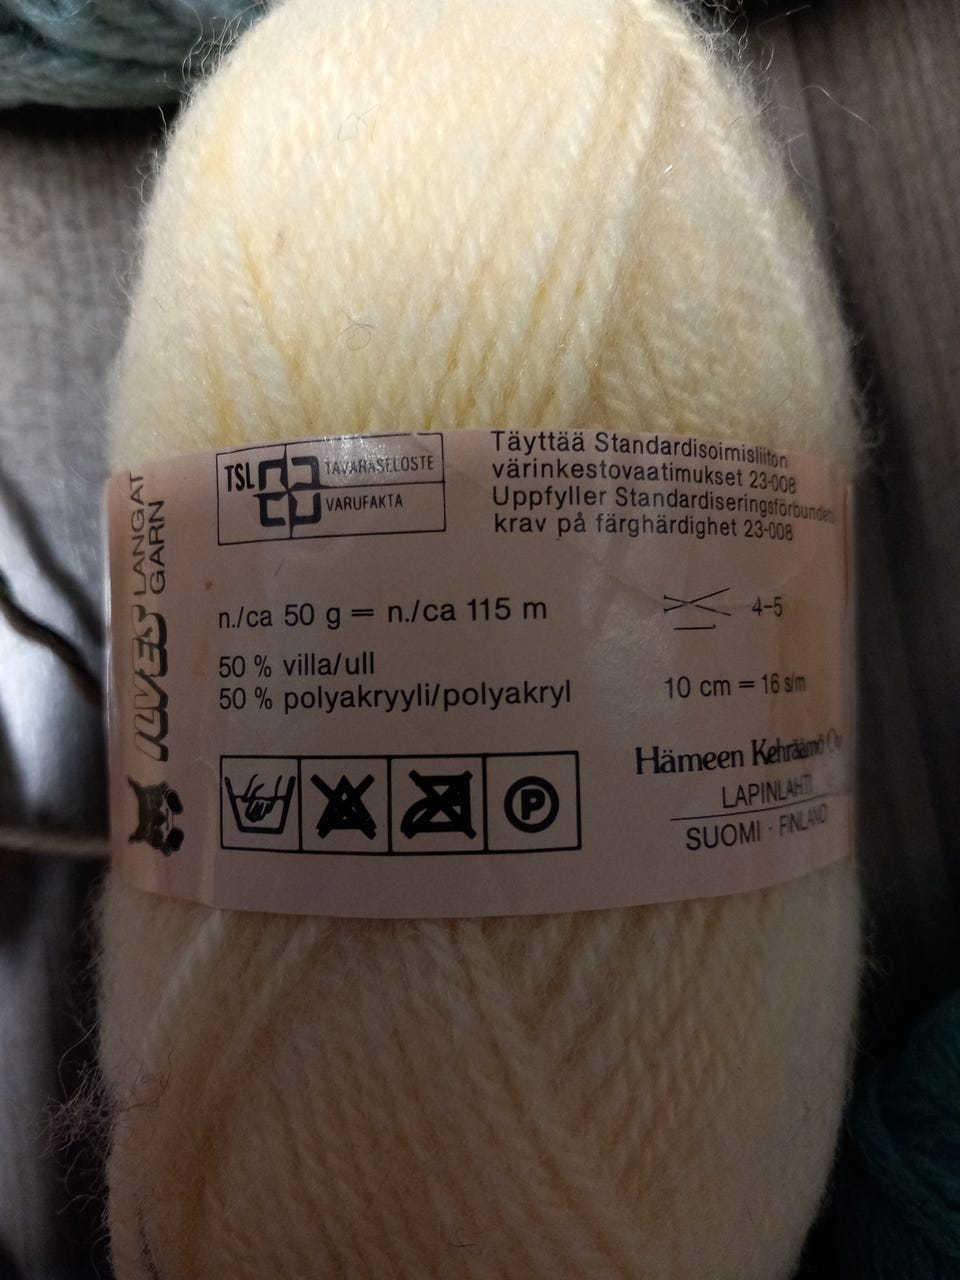 ILVES LANGAT
GARN
TSL TAVARASELOSTE
VARUFAKTA
Täyttää Standardisoimisliiton
värinkestovaatimukset 23-008
Uppfyller Standardiseringsförbundets
krav på färghärdighet 23-008
n./ca 50 g = n./ca 115 m
50 % villa/ull
50 % polyakryyli/polyakryl
4-5
10 cm = 16 s/m
P
Hämeen Kehräämö Oy
LAPINLAHTI
SUOMI · FINLAND